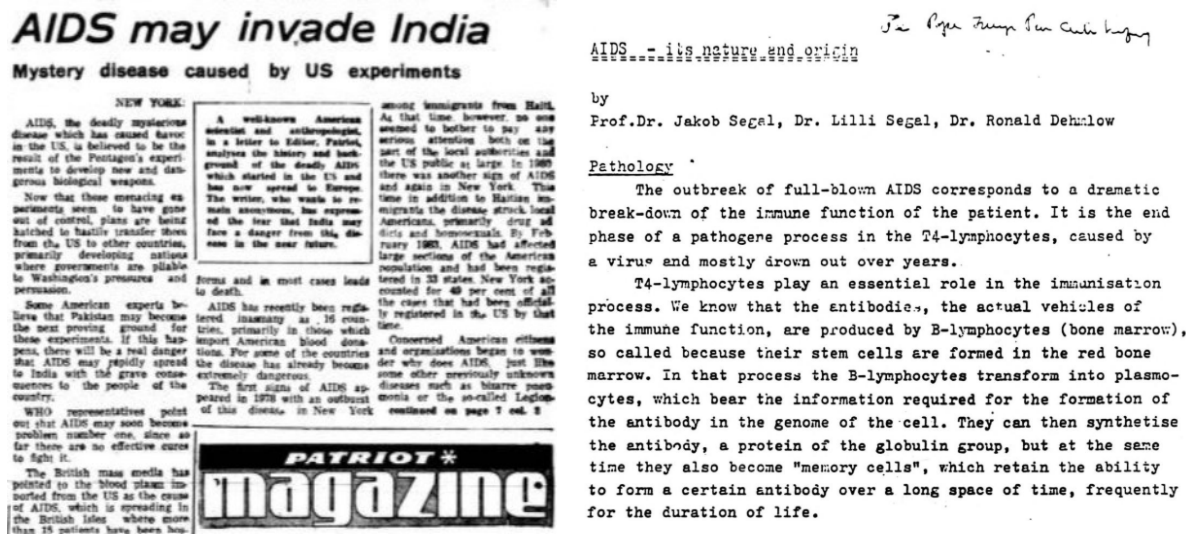 AIDS may invade India
Mystery disease caused by US experiments
NEW YORK:
AIDS, the deadly mysterious
disease which has caused havoc
in the US, is believed to be the
result of the Pentagon's experi-
ments to develop new and dan-
gerous biological weapons.
Now that these menacing ex-
periments seem to have gone
out of control, plans are being
hatched to hastily transfer them
from the US to other countries,
primarily developing nations
where governments are pliable
to Washington's pressures and
persuasion.
Some American experts be-
lieve that Pakistan may become
the next proving ground for
these experiments. If this hap-
pens, there will be a real danger
that AIDS may rapidly spread
to India with the grave conse-
quences to the people of the
country.
WHO representatives point
out that AIDS may soon become
problem number one, since so
far there are no effective cures
to fight it.
The British mass media has
pointed to the blood plasma im-
ported from the US as the cause
of AIDS, which is spreading in
the British Isles where more
than 15 patients have been hos-
A well-known American
scientist and anthropologist,
in a letter to Editor, Patriot,
analyses the history and back-
ground of the deadly AIDS
which started in the US and
has now spread to Europe.
The writer, who wants to re-
main anonymous, has expres-
sed the fear that India may
face a danger from this dis-
ease in the near future.
forms and in most cases leads
to death.
AIDS has recently been regis-
tered in 16 coun-
tries, primarily in those which
import American blood dona-
tions. For some of the countries
the disease has already become
extremely dangerous.
The first signs of AIDS ap-
peared in 1978 with an outburst
of this disease in New York
among immigrants from Haiti.
At that time, however, no one
seemed to bother to pay any
serious attention both on the
part of the local authorities and
the US public at large. In 1980
there was another sign of AIDS
and again in New York. This
time in addition to Haitian im-
migrants the disease struck local
Americans, primarily drug ad-
dicts and homosexuals. By Feb-
ruary 1983, AIDS had affected
large sections of the American
population and had been regis-
tered in 33 states. New York ac-
counted for 49 per cent of all
the cases that had been official-
ly registered in the US by that
time.
Concerned American citizens
and organisations began to won-
der why does AIDS, just like
some other previously unknown
diseases such as bizarre pneu-
monia or the so-called Legion-
continued on page 7 col. 2
PATRIOT*
magazine
AIDS - its nature and origin
by
Prof.Dr. Jakob Segal, Dr. Lilli Segal, Dr. Ronald Dehmlow
Pathology
The outbreak of full-blown AIDS corresponds to a dramatic
break-down of the immune function of the patient. It is the end
phase of a pathogene process in the T4-lymphocytes, caused by
a virus and mostly drown out over years.
T4-lymphocytes play an essential role in the immunisation
process. We know that the antibodies, the actual vehicles of
the immune function, are produced by B-lymphocytes (bone marrow),
so called because their stem cells are formed in the red bone
marrow. In that process the B-lymphocytes transform into plasmo-
cytes, which bear the information required for the formation of
the antibody in the genome of the cell. They can then synthetise
the antibody, a protein of the globulin group, but at the same
time they also become "memory cells", which retain the ability
to form a certain antibody over a long space of time, frequently
for the duration of life.